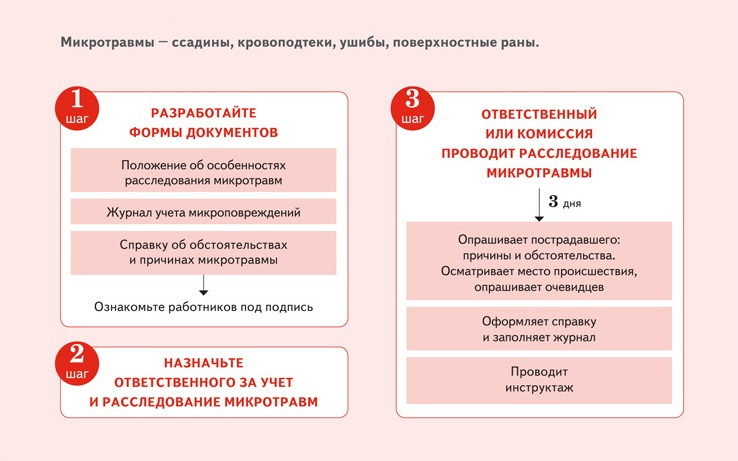 Микротравмы — ссадины, кровоподтеки, ушибы, поверхностные раны.
1
шаг
РАЗРАБОТАЙТЕ
ФОРМЫ ДОКУМЕНТОВ
Положение об особенностях
расследования микротравм
Журнал учета микроповреждений
Справку об обстоятельствах
и причинах микротравмы
Ознакомьте работников под подпись
2
шаг
НАЗНАЧЬТЕ
ОТВЕТСТВЕННОГО ЗА УЧЕТ
И РАССЛЕДОВАНИЕ МИКРОТРАВМ
3
шаг
ОТВЕТСТВЕННЫЙ
ИЛИ КОМИССИЯ
ПРОВОДИТ РАССЛЕДОВАНИЕ
МИКРОТРАВМЫ
3 дня
Опрашивает пострадавшего:
причины и обстоятельства.
Осматривает место происшествия,
опрашивает очевидцев
Оформляет справку
и заполняет журнал
Проводит
инструктаж